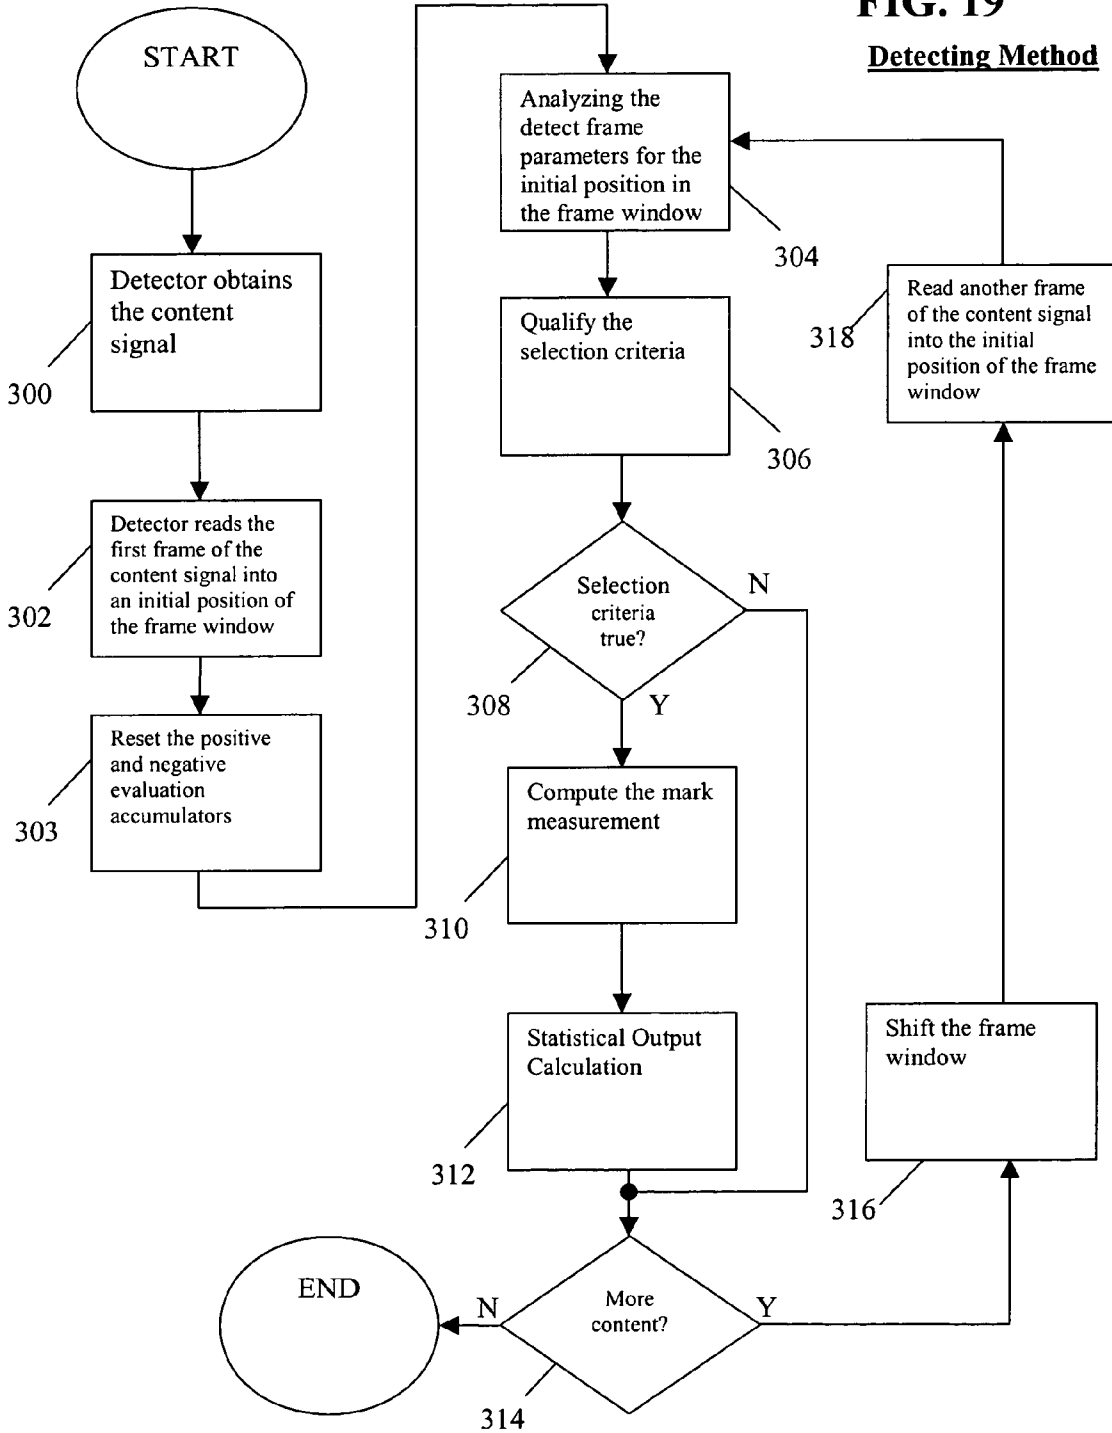 FIG. 19
Detecting Method
START
Detector obtains
the content
signal
300
Detector reads the
first frame of the
content signal into
an initial position of
the frame window
302
Reset the positive
and negative
evaluation
accumulators
303
Analyzing the
detect frame
parameters for the
initial position in
the frame window
304
Qualify the
selection criteria
306
Selection
criteria
true?
N
Y
308
Compute the mark
measurement
310
Statistical Output
Calculation
312
More
content?
N
Y
314
END
Shift the frame
window
316
Read another frame
of the content signal
into the initial
position of the frame
window
318